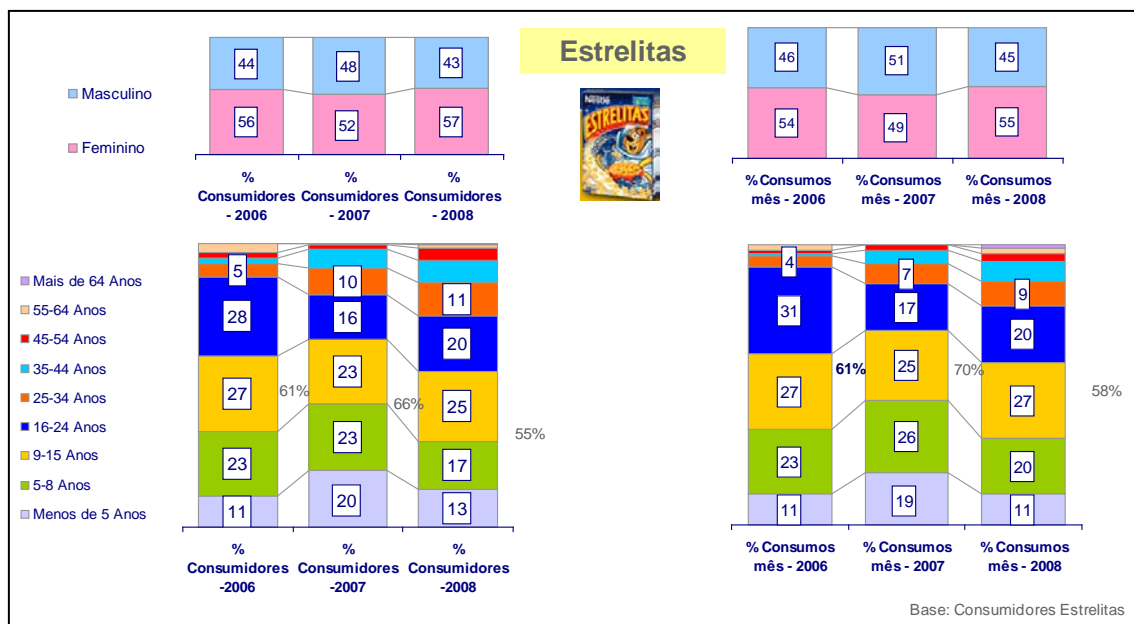 Estrelitas
Masculino
Feminino
44
48
43
56
52
57
%
Consumidores
- 2006
%
Consumidores
- 2007
%
Consumidores
- 2008
Nestlé
ESTRELITAS
46
51
45
54
49
55
% Consumos
mês - 2006
% Consumos
mês - 2007
% Consumos
mês - 2008
Mais de 64 Anos
55-64 Anos
45-54 Anos
35-44 Anos
25-34 Anos
16-24 Anos
9-15 Anos
5-8 Anos
Menos de 5 Anos
5
28
27
23
11
61%
10
16
23
23
20
66%
11
20
25
17
13
55%
%
Consumidores
-2006
%
Consumidores
-2007
%
Consumidores
-2008
4
31
27
23
11
61%
7
17
25
26
19
70%
9
20
27
20
11
58%
% Consumos
mês - 2006
% Consumos
mês - 2007
% Consumos
mês - 2008
Base: Consumidores Estrelitas